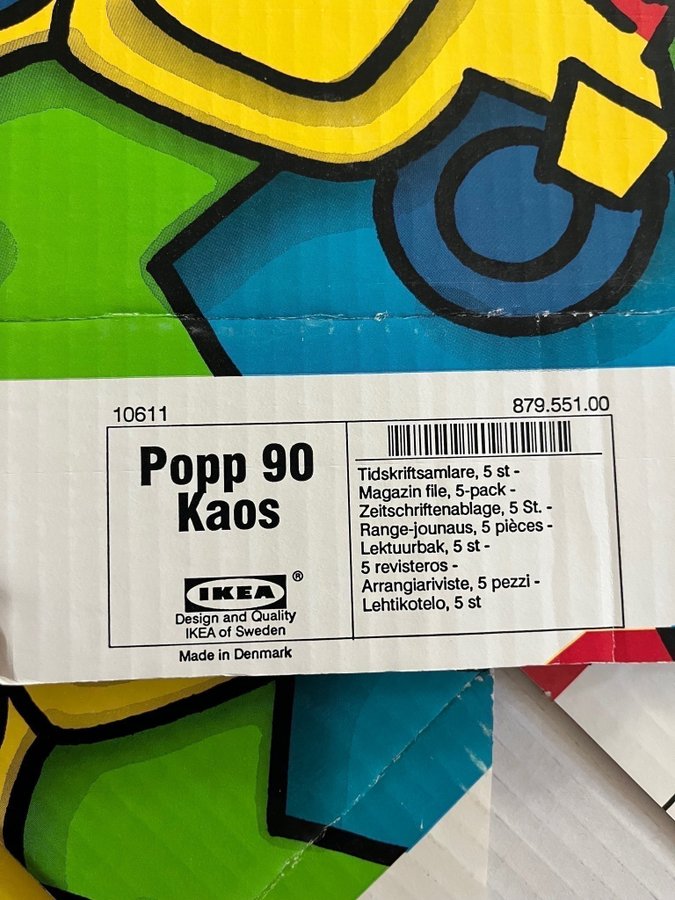 10611
879.551.00
Popp 90
Kaos
IKEA ®
Design and Quality
IKEA of Sweden
Made in Denmark
Tidskriftsamlare, 5 st -
Magazin file, 5-pack -
Zeitschriftenablage, 5 St. -
Range-jounaus, 5 pièces -
Lektuurbak, 5 st -
5 revisteros -
Arrangiariviste, 5 pezzi -
Lehtikotelo, 5 st